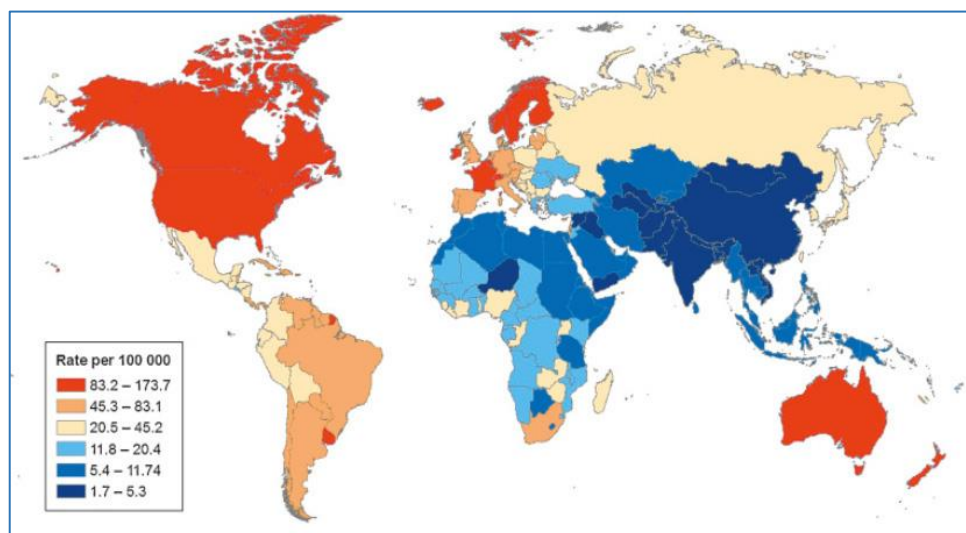 Rate per 100 000
83.2 – 173.7
45.3 – 83.1
20.5 – 45.2
11.8 – 20.4
5.4 – 11.74
1.7 – 5.3